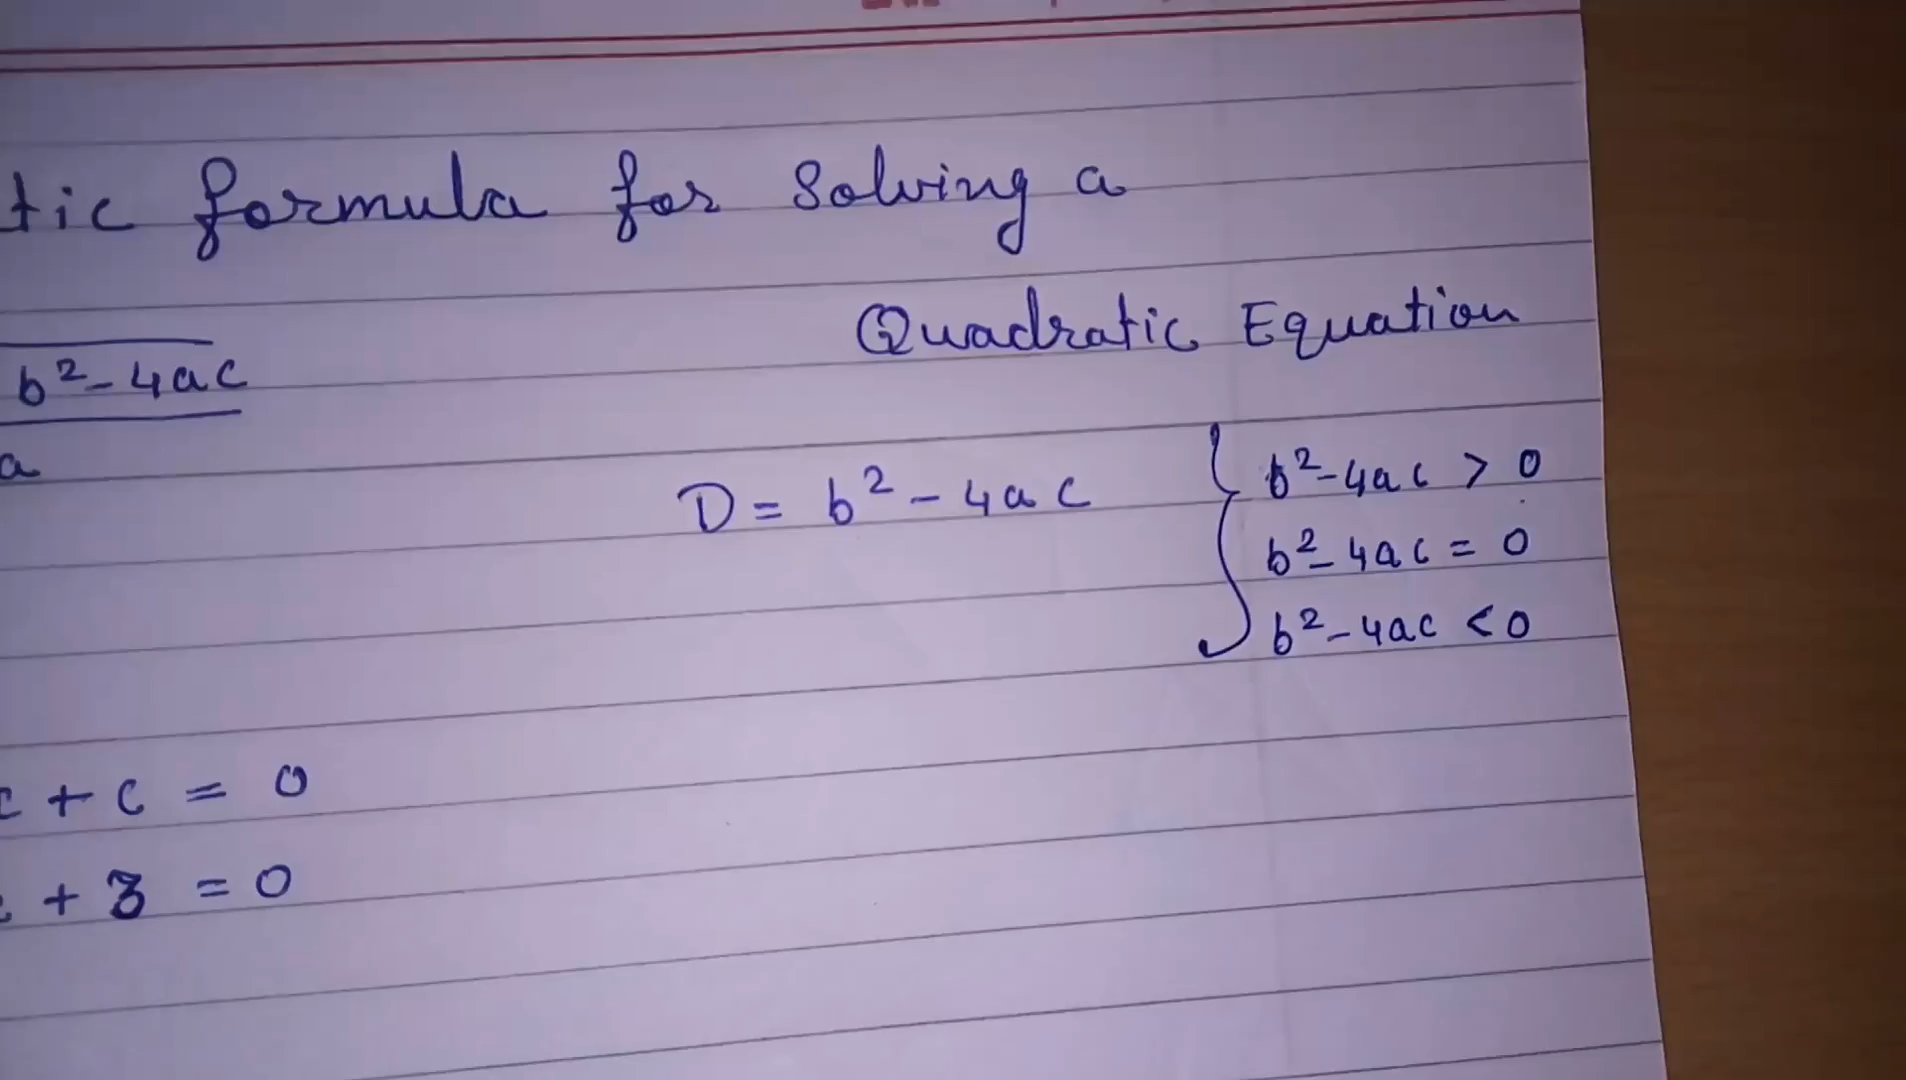 tic formula for Solving a
Quadratic Equation
b²-4ac
a
D = b² - 4ac
b²-4ac > 0
b²-4ac = 0
b²-4ac < 0
+ c = 0
+ 3 = 0